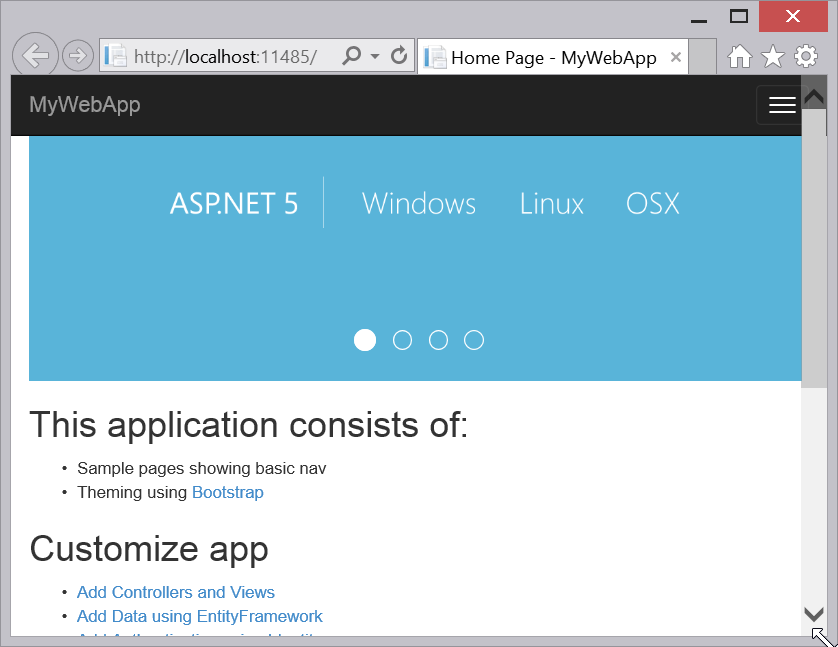 http://localhost:11485/
Home Page - MyWebApp
MyWebApp
ASP.NET 5 Windows Linux OSX
This application consists of:
• Sample pages showing basic nav
• Theming using Bootstrap
Customize app
• Add Controllers and Views
• Add Data using EntityFramework